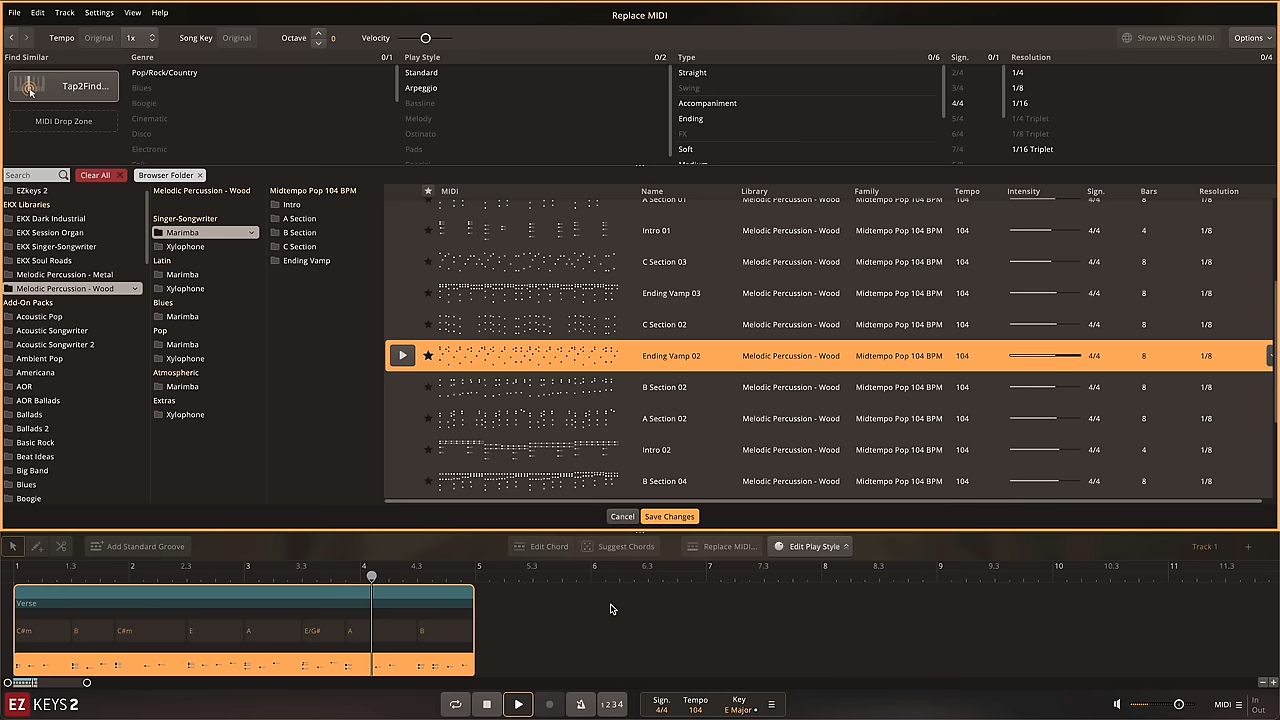 File Edit Track Settings View Help
Replace MIDI
Tempo Original 1x Song Key Original Octave 0 Velocity Show Web Shop MIDI Options
Find Similar Genre 0/1 Play Style 0/2 Type 0/6 Sign. 0/1 Resolution 0/4
Tap2Find...
MIDI Drop Zone
Pop/Rock/Country
Blues
Boogie
Cinematic
Disco
Electronic
Standard
Arpeggio
Bassline
Melody
Ostinato
Pads
Straight
Swing
Accompaniment
Ending
FX
Soft
Medium
2/4
3/4
4/4
5/4
6/4
7/4
1/4
1/8
1/16
1/4 Triplet
1/8 Triplet
1/16 Triplet
Search Clear All Browser Folder
EZkeys 2
EKX Libraries
EKX Dark Industrial
EKX Session Organ
EKX Singer-Songwriter
EKX Soul Roads
Melodic Percussion - Metal
Melodic Percussion - Wood
Add-On Packs
Acoustic Pop
Acoustic Songwriter
Acoustic Songwriter 2
Ambient Pop
Americana
AOR
AOR Ballads
Ballads
Ballads 2
Basic Rock
Beat Ideas
Big Band
Blues
Boogie
Melodic Percussion - Wood
Singer-Songwriter
Marimba
Xylophone
Latin
Marimba
Xylophone
Blues
Marimba
Pop
Marimba
Xylophone
Atmospheric
Marimba
Extras
Xylophone
Midtempo Pop 104 BPM
Intro
A Section
B Section
C Section
Ending Vamp
MIDI Name Library Family Tempo Intensity Sign. Bars Resolution
A Section 01 Melodic Percussion - Wood Midtempo Pop 104 BPM 104 4/4 8 1/8
Intro 01 Melodic Percussion - Wood Midtempo Pop 104 BPM 104 4/4 4 1/8
C Section 03 Melodic Percussion - Wood Midtempo Pop 104 BPM 104 4/4 8 1/8
Ending Vamp 03 Melodic Percussion - Wood Midtempo Pop 104 BPM 104 4/4 8 1/8
C Section 02 Melodic Percussion - Wood Midtempo Pop 104 BPM 104 4/4 8 1/8
Ending Vamp 02 Melodic Percussion - Wood Midtempo Pop 104 BPM 104 4/4 8 1/8
B Section 02 Melodic Percussion - Wood Midtempo Pop 104 BPM 104 4/4 8 1/8
A Section 02 Melodic Percussion - Wood Midtempo Pop 104 BPM 104 4/4 8 1/8
Intro 02 Melodic Percussion - Wood Midtempo Pop 104 BPM 104 4/4 4 1/8
B Section 04 Melodic Percussion - Wood Midtempo Pop 104 BPM 104 4/4 8 1/8
Cancel Save Changes
Add Standard Groove Edit Chord Suggest Chords Replace MIDI... Edit Play Style Track 1 +
1 1.3 2 2.3 3 3.3 4 4.3 5 5.3 6 6.3 7 7.3 8 8.3 9 9.3 10 10.3 11 11.3
Verse
C#m B C#m E A E/G# A B
EZ KEYS 2
1234
Sign. Tempo Key
4/4 104 E Major
MIDI In
Out